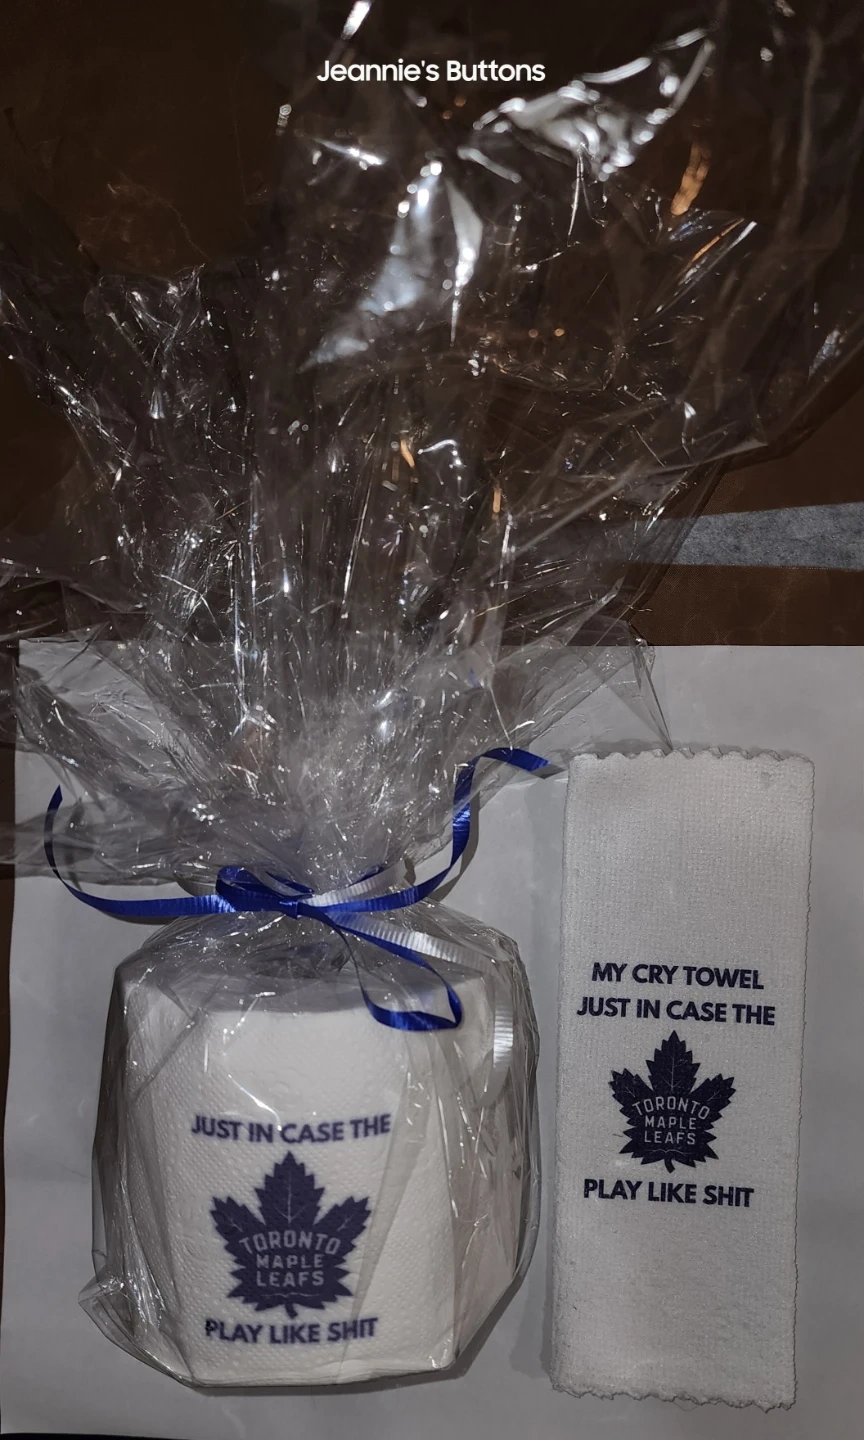 Jeannie's Buttons
JUST IN CASE THE
TORONTO
MAPLE
LEAFS
PLAY LIKE SHIT
MY CRY TOWEL
JUST IN CASE THE
TORONTO
MAPLE
LEAFS
PLAY LIKE SHIT